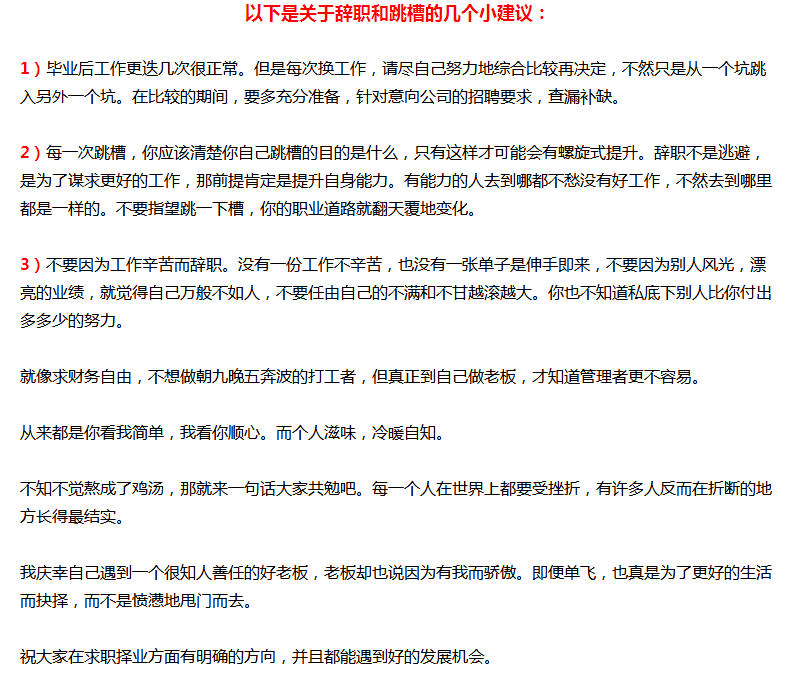 以下是关于辞职和跳槽的几个小建议：
1）毕业后工作更迭几次很正常。但是每次换工作，请尽自己努力地综合比较再决定，不然只是从一个坑跳
入另外一个坑。在比较的期间，要多充分准备，针对意向公司的招聘要求，查漏补缺。
2）每一次跳槽，你应该清楚你自己跳槽的目的是什么，只有这样才可能会有螺旋式提升。辞职不是逃避，
是为了谋求更好的工作，那前提肯定是提升自身能力。有能力的人去到哪都不愁没有好工作，不然去到哪里
都是一样的。不要指望跳一下槽，你的职业道路就翻天覆地变化。
3）不要因为工作辛苦而辞职。没有一份工作不辛苦，也没有一张单子是伸手即来，不要因为别人风光，漂
亮的业绩，就觉得自己万般不如人，不要任由自己的不满和不甘越滚越大。你也不知道私底下别人比你付出
多多少的努力。
就像求财务自由，不想做朝九晚五奔波的打工者，但真正到自己做老板，才知道管理者更不容易。
从来都是你看我简单，我看你顺心。而个人滋味，冷暖自知。
不知不觉熬成了鸡汤，那就来一句话大家共勉吧。每一个人在世界上都要受挫折，有许多人反而在折断的地
方长得最结实。
我庆幸自己遇到一个很知人善任的好老板，老板却也说因为有我而骄傲。即便单飞，也真是为了更好的生活
而抉择，而不是愤懑地甩门而去。
祝大家在求职择业方面有明确的方向，并且都能遇到好的发展机会。